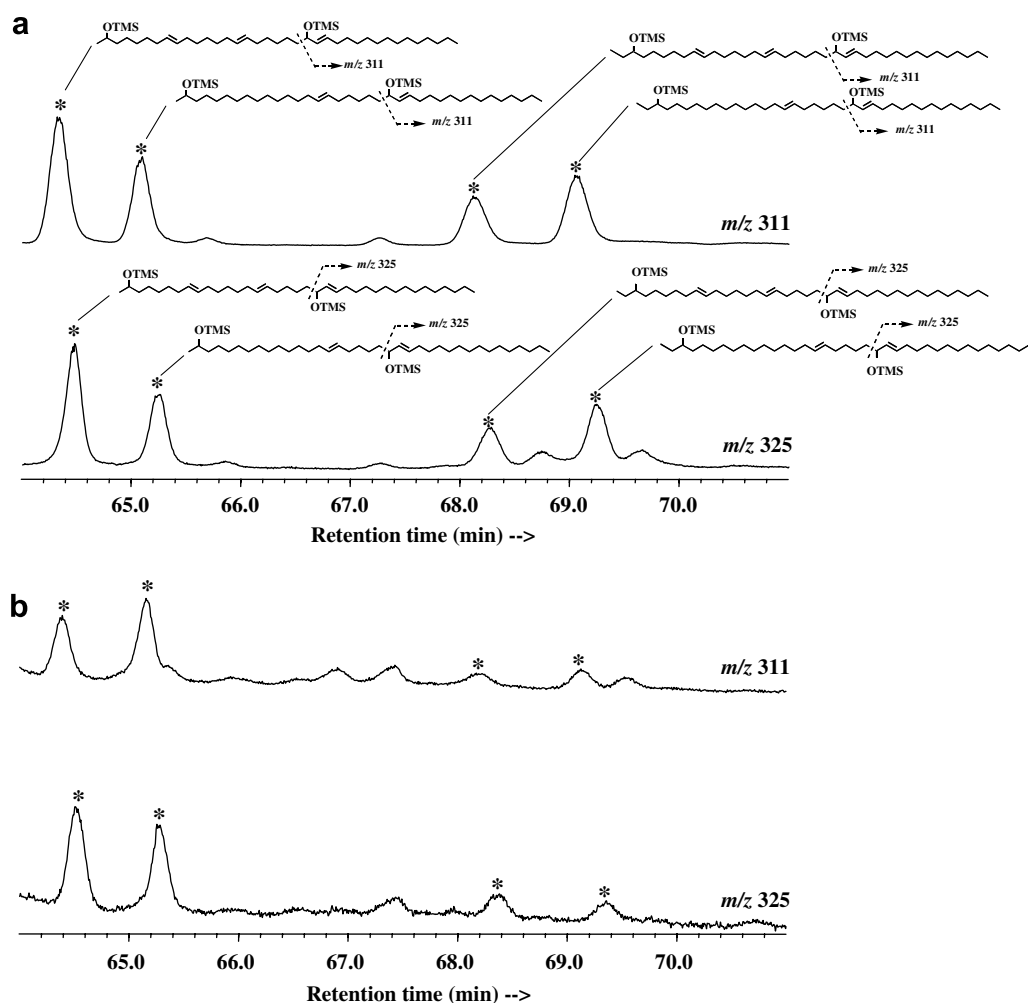 a
OTMS
OTMS
m/z 311
OTMS
OTMS
m/z 311
OTMS
OTMS
m/z 311
OTMS
OTMS
m/z 311
*
*
*
*
m/z 311
OTMS
m/z 325
OTMS
OTMS
m/z 325
OTMS
OTMS
m/z 325
OTMS
OTMS
m/z 325
OTMS
*
*
*
*
m/z 325
65.0 66.0 67.0 68.0 69.0 70.0
Retention time (min) -->
b
*
*
*
*
m/z 311
*
*
*
*
m/z 325
65.0 66.0 67.0 68.0 69.0 70.0
Retention time (min) -->